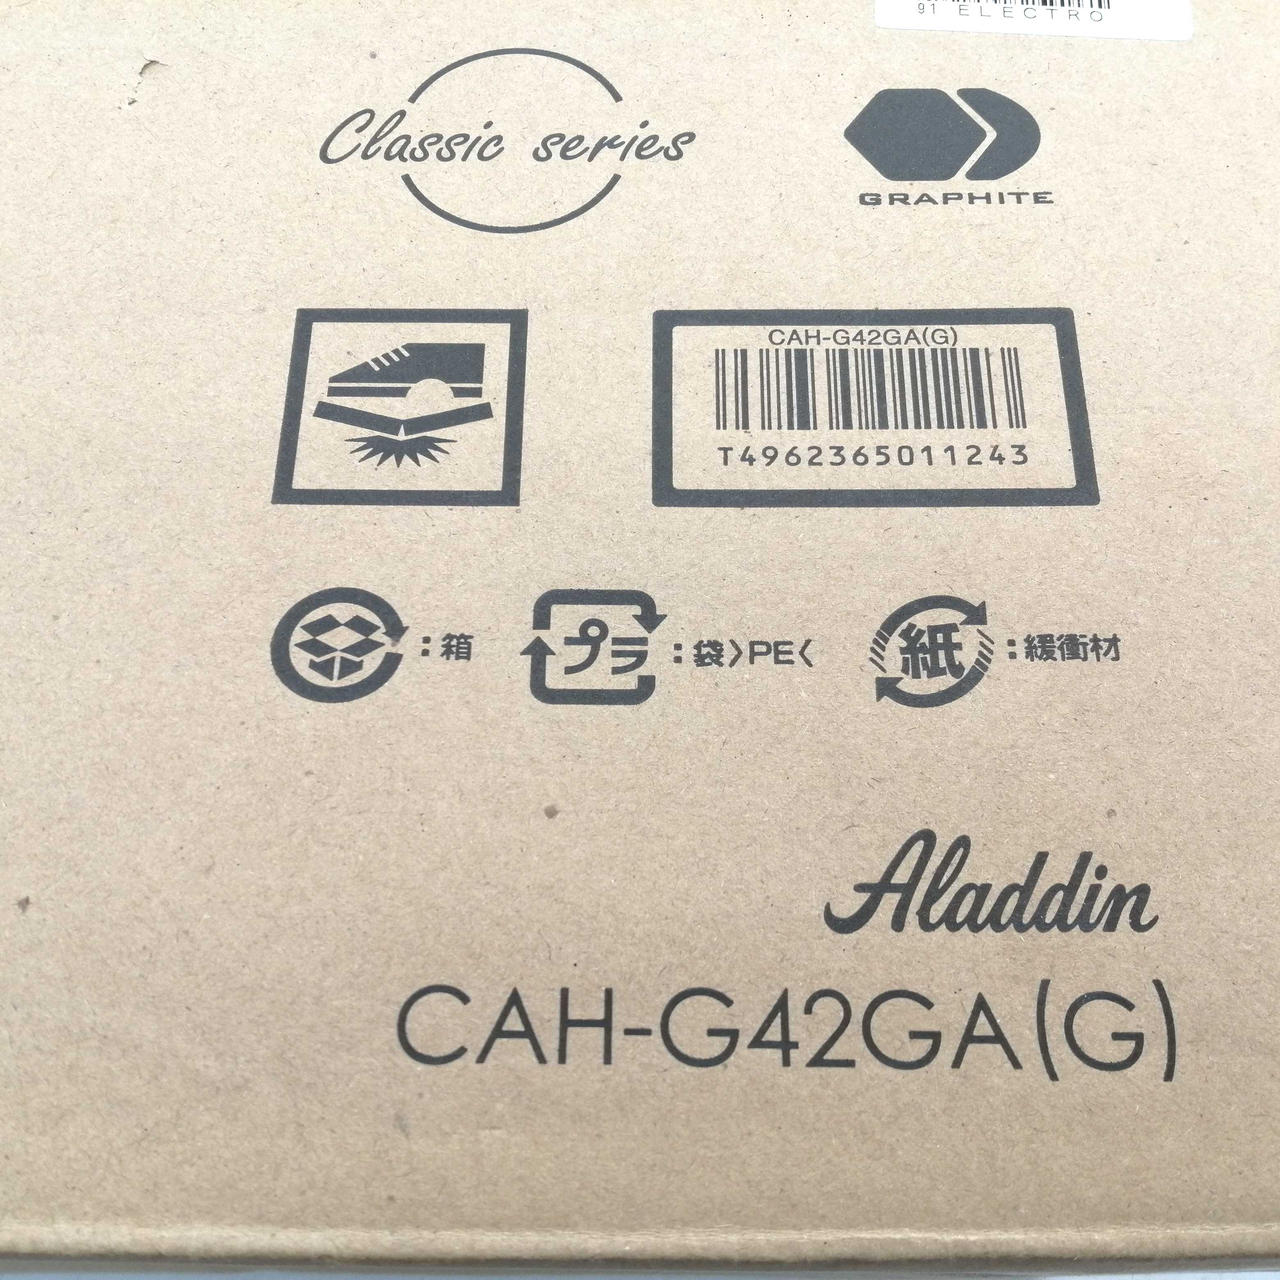 91 ELECTRO
Classic series
GRAPHITE
CAH-G42GA(G)
T4962365011243
:箱
プラ
:袋>PE<
紙
:緩衝材
Aladdin
CAH-G42GA(G)